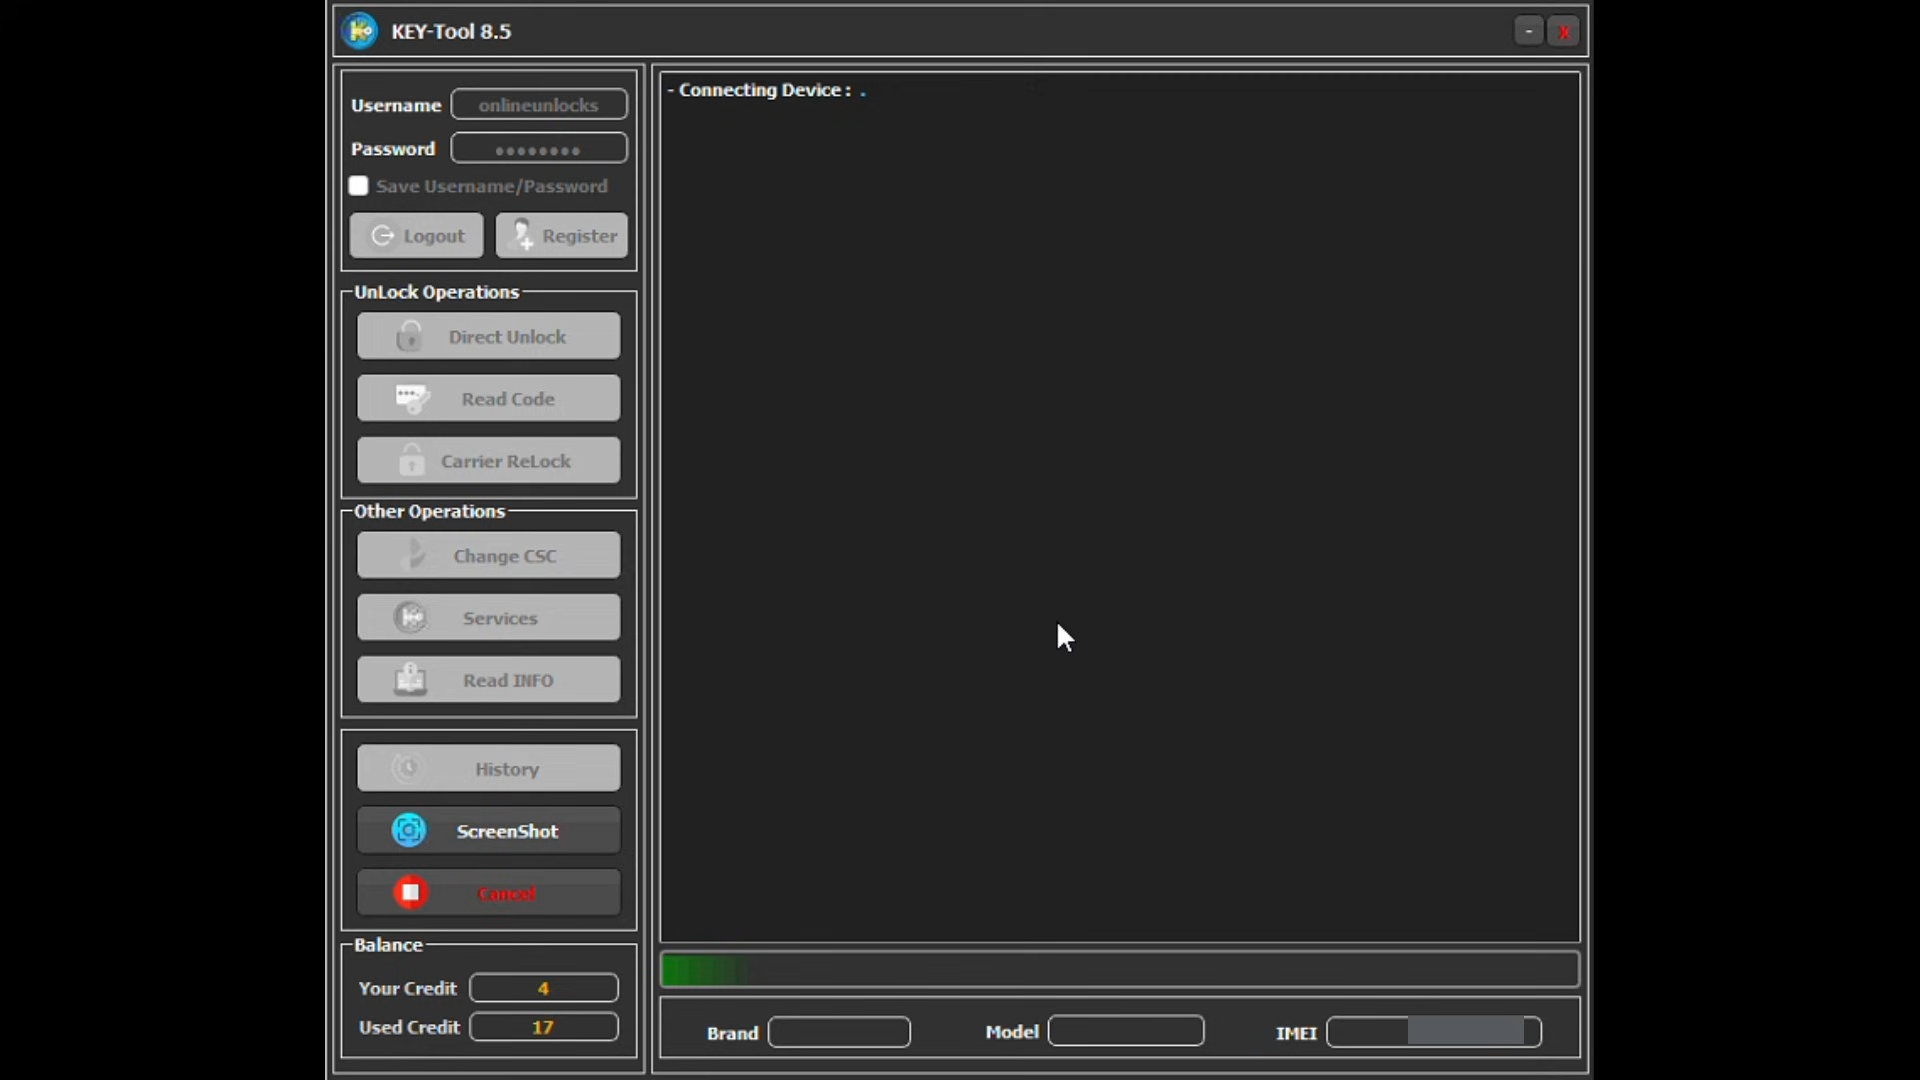 KEY-Tool 8.5
-
x
Username onlineunlocks
Password ●●●●●●●●
Save Username/Password
Logout Register
UnLock Operations
Direct Unlock
Read Code
Carrier ReLock
Other Operations
Change CSC
Services
Read INFO
History
ScreenShot
Cancel
Balance
Your Credit 4
Used Credit 17
- Connecting Device : .
Brand Model IMEI